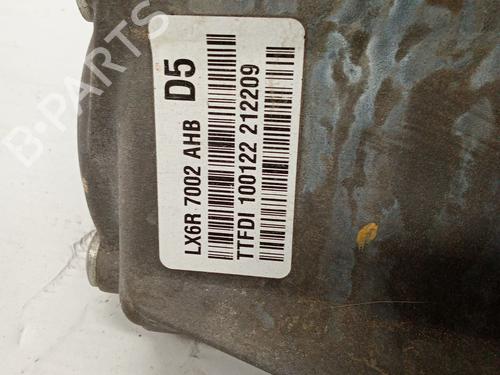 D5
LX6R 7002 AHB
TTFDI 100122 212209
B-PARTS